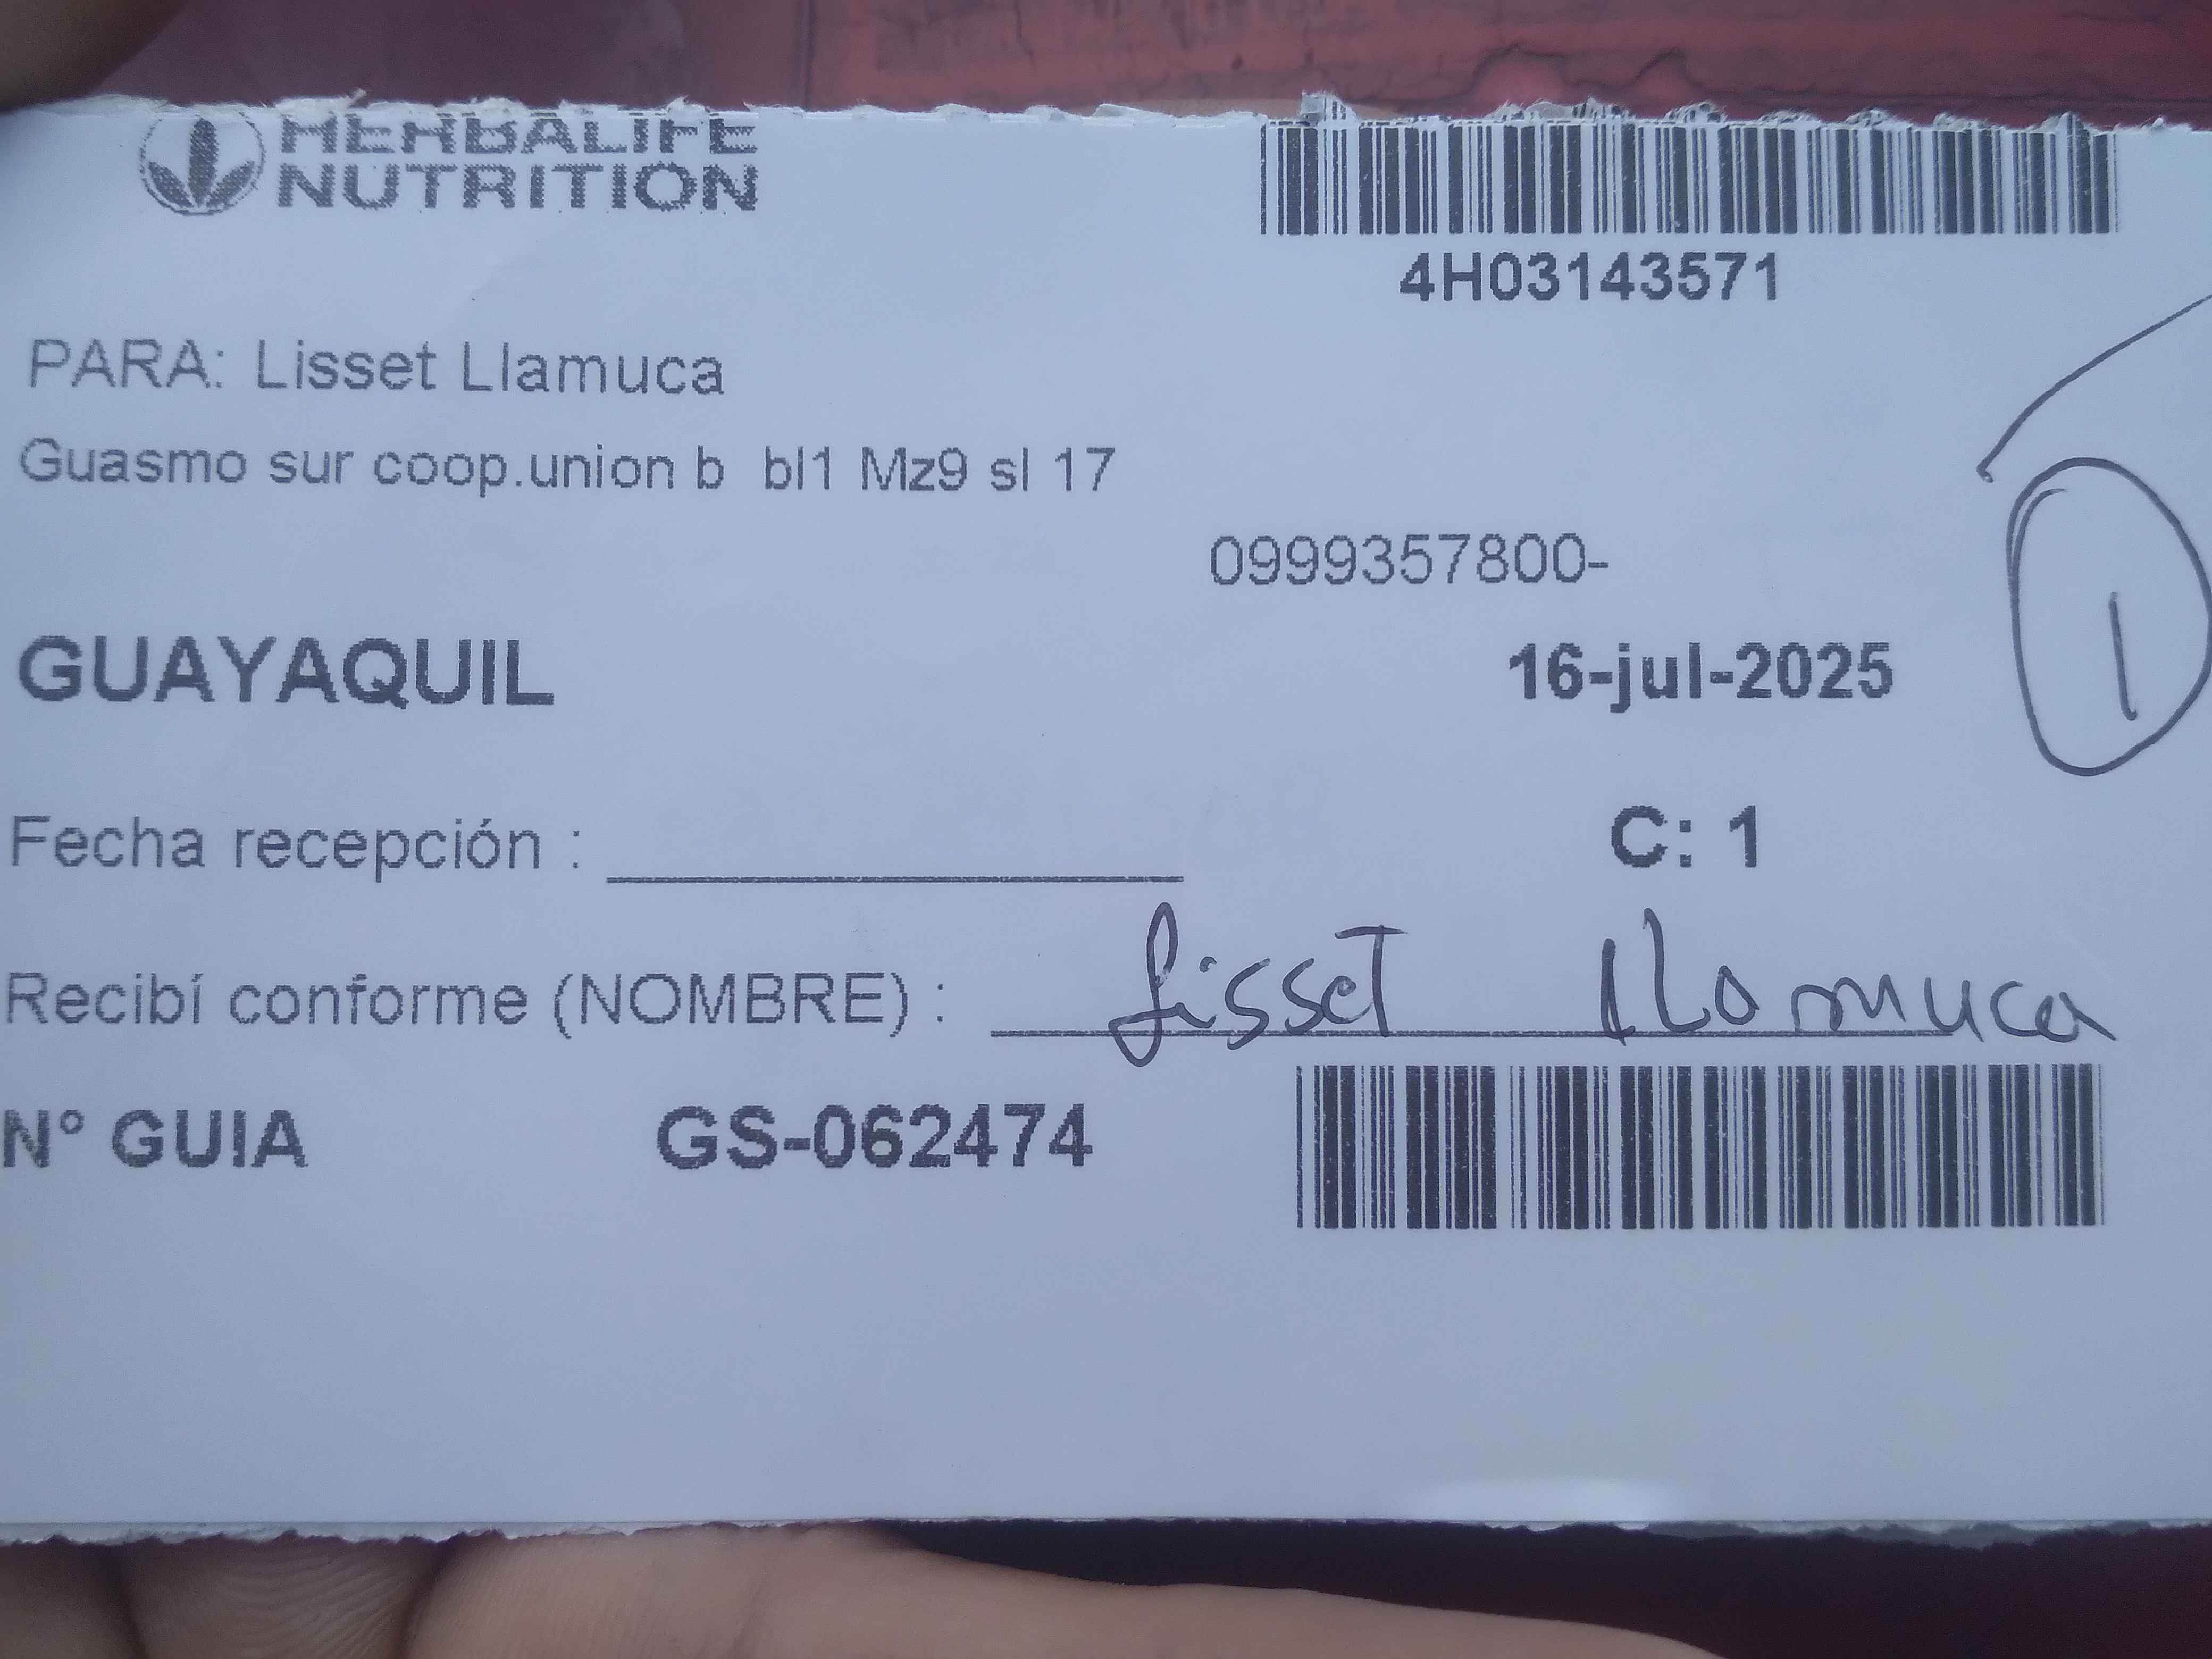 HERBALIFE
NUTRITION
4H03143571
PARA: Lisset Llamuca
Guasmo sur coop.union b bl1 Mz9 sl 17
0999357800-
1
GUAYAQUIL
16-jul-2025
Fecha recepción :
C: 1
Recibí conforme (NOMBRE) : Lisset Llamuca
N° GUIA GS-062474